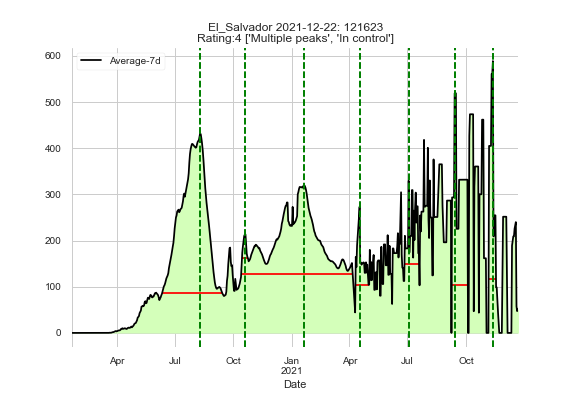 El_Salvador 2021-12-22: 121623
Rating:4 ['Multiple peaks', 'In control']
Average-7d
600
500
400
300
200
100
0
Apr Jul Oct Jan Apr Jul Oct
2021
Date